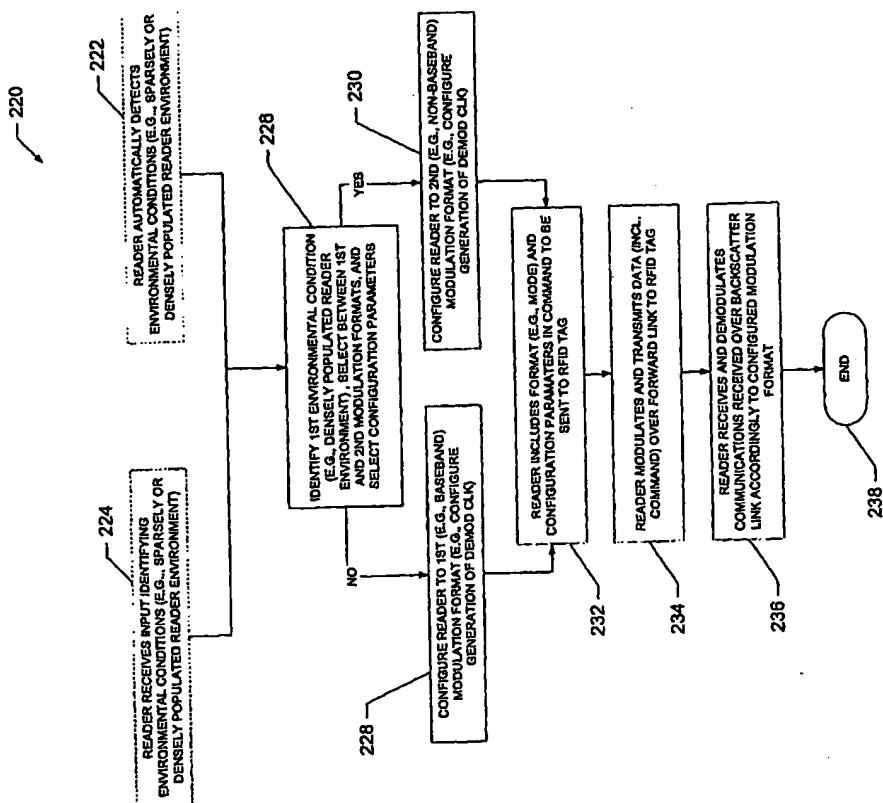 220
224
READER RECEIVES INPUT IDENTIFYING
ENVIRONMENTAL CONDITIONS (E.G., SPARSELY OR
DENSELY POPULATED READER ENVIRONMENT)
222
READER AUTOMATICALLY DETECTS
ENVIRONMENTAL CONDITIONS (E.G., SPARSELY OR
DENSELY POPULATED READER ENVIRONMENT)
228
IDENTIFY 1ST ENVIRONMENTAL CONDITION
(E.G., DENSELY POPULATED READER
ENVIRONMENT), SELECT BETWEEN 1ST
AND 2ND MODULATION FORMATS, AND
SELECT CONFIGURATION PARAMETERS
NO
YES
228
CONFIGURE READER TO 1ST (E.G., BASEBAND)
MODULATION FORMAT (E.G., CONFIGURE
GENERATION OF DEMOD CLK)
230
CONFIGURE READER TO 2ND (E.G., NON-BASEBAND)
MODULATION FORMAT (E.G., CONFIGURE
GENERATION OF DEMOD CLK)
READER INCLUDES FORMAT (E.G., MODE) AND
CONFIGURATION PARAMATERS IN COMMAND TO BE
SENT TO RFID TAG
232
READER MODULATES AND TRANSMITS DATA (INCL.
COMMAND) OVER FORWARD LINK TO RFID TAG
234
READER RECEIVES AND DEMODULATES
COMMUNICATIONS RECEIVED OVER BACKSCATTER
LINK ACCORDINGLY TO CONFIGURED MODULATION
FORMAT
236
END
238